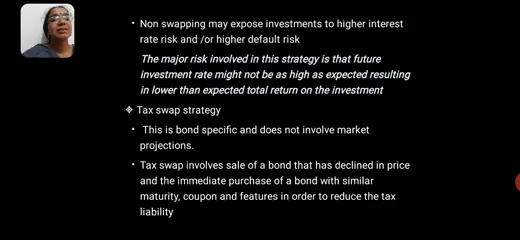 • Non swapping may expose investments to higher interest
rate risk and /or higher default risk
The major risk involved in this strategy is that future
investment rate might not be as high as expected resulting
in lower than expected total return on the investment
❖ Tax swap strategy
• This is bond specific and does not involve market
projections.
• Tax swap involves sale of a bond that has declined in price
and the immediate purchase of a bond with similar
maturity, coupon and features in order to reduce the tax
liability